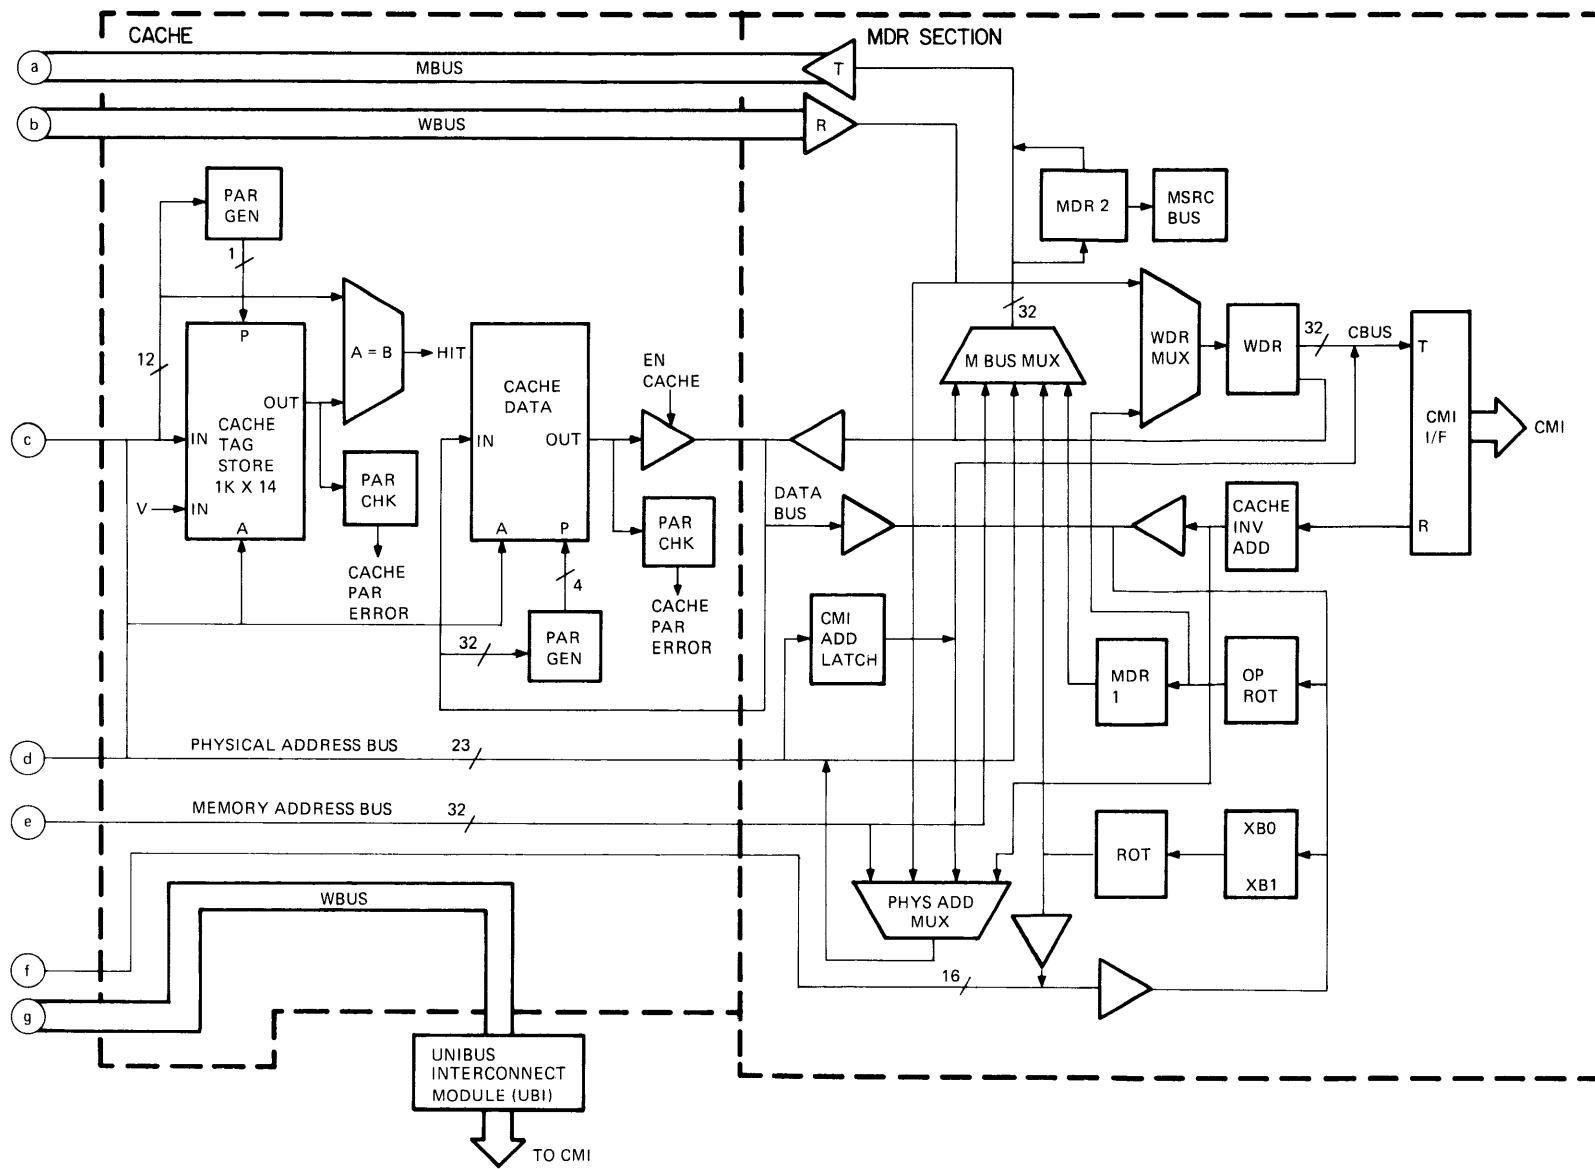 CACHE
MDR SECTION
a
MBUS
T
b
WBUS
R
PAR
GEN
1
P
12
A = B
HIT
OUT
CACHE
TAG
STORE
1K X 14
IN
V
IN
A
c
PAR
CHK
CACHE
PAR
ERROR
CACHE
DATA
IN
OUT
A
P
4
32
PAR
GEN
EN
CACHE
PAR
CHK
CACHE
PAR
ERROR
DATA
BUS
MDR 2
MSRC
BUS
32
M BUS MUX
WDR
MUX
WDR
32
CBUS
T
CMI
I/F
R
CMI
CACHE
INV
ADD
CMI
ADD
LATCH
MDR
1
OP
ROT
d
PHYSICAL ADDRESS BUS
23
e
MEMORY ADDRESS BUS
32
ROT
XB0
XB1
PHYS ADD
MUX
WBUS
f
16
g
UNIBUS
INTERCONNECT
MODULE (UBI)
TO CMI